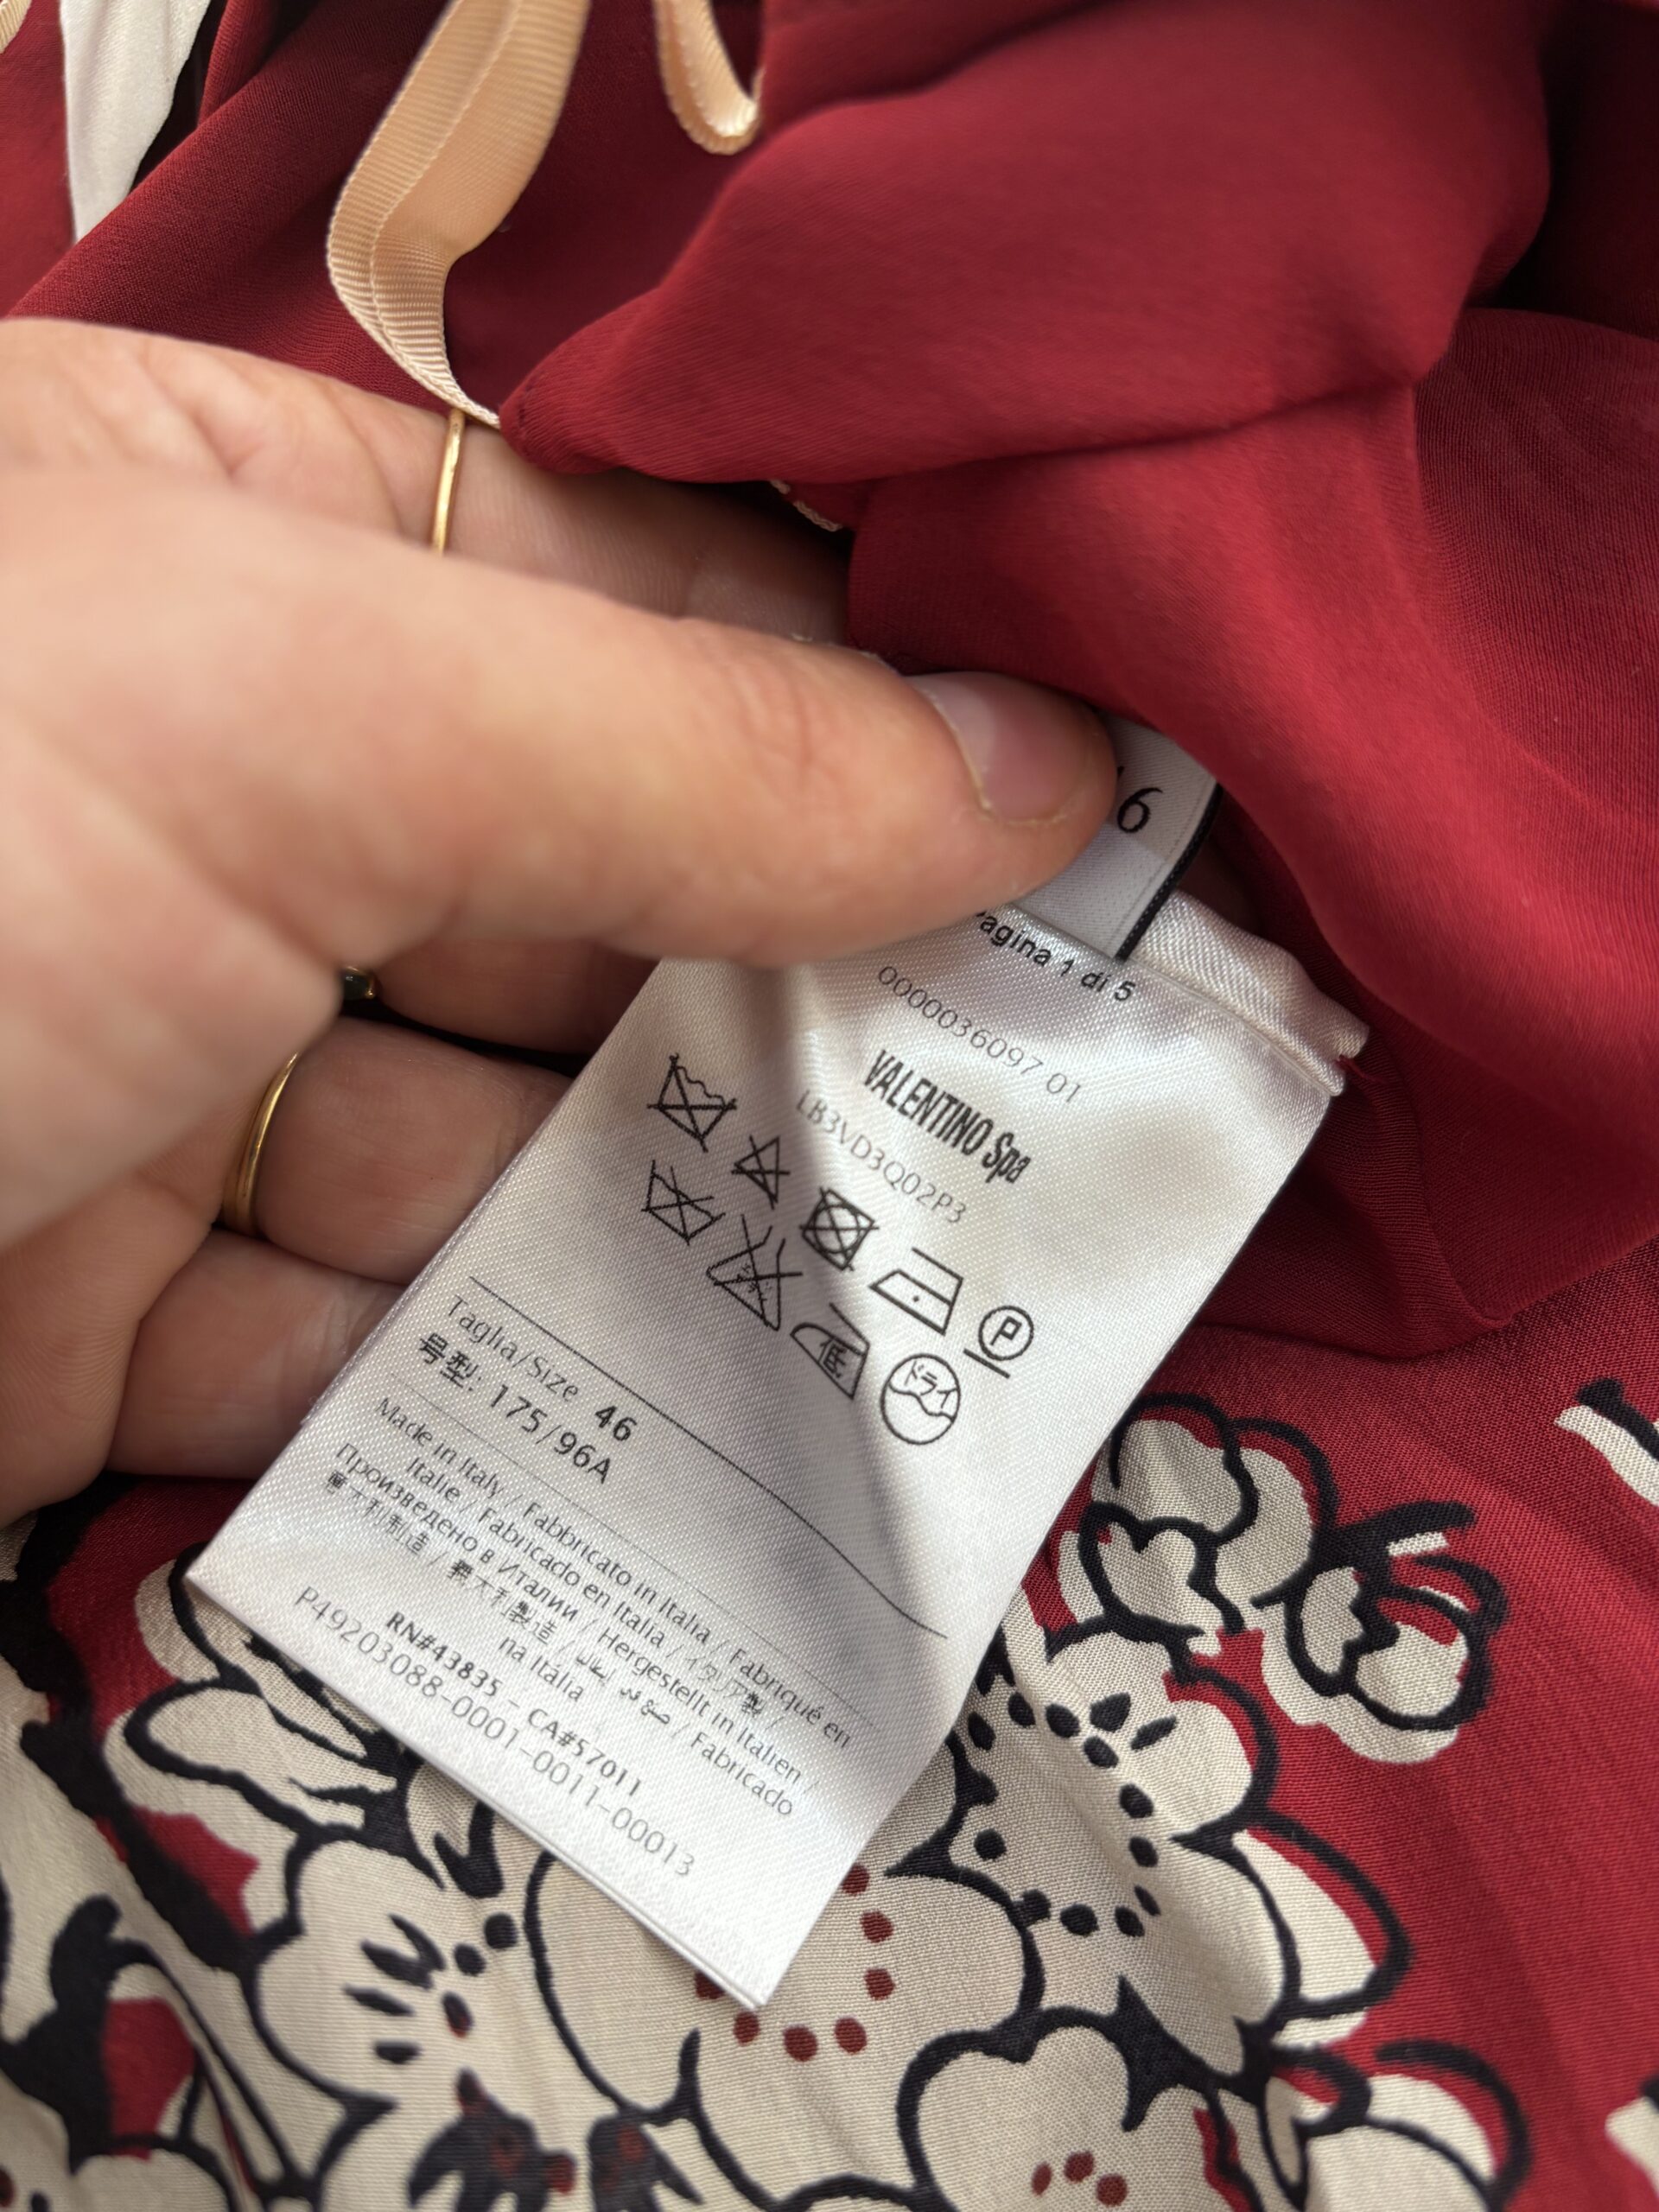 6
agina 1 di 5
0000036097 01
VALENTINO Spa
LB3VD3Q02P3
P
低
ドライ
Taglia/Size 46
号型: 175/96A
Made in Italy / Fabbricato in Italia / Fabriqué en
Italie / Fabricado en Italia / イタリア製 /
Произведено в Италии / Hergestellt in Italien /
意大利制造 / 義大利製造 / صنع في إيطاليا / Fabricado
na Itália
RN#43835 - CA#57011
P49203088-0001-0011-00013